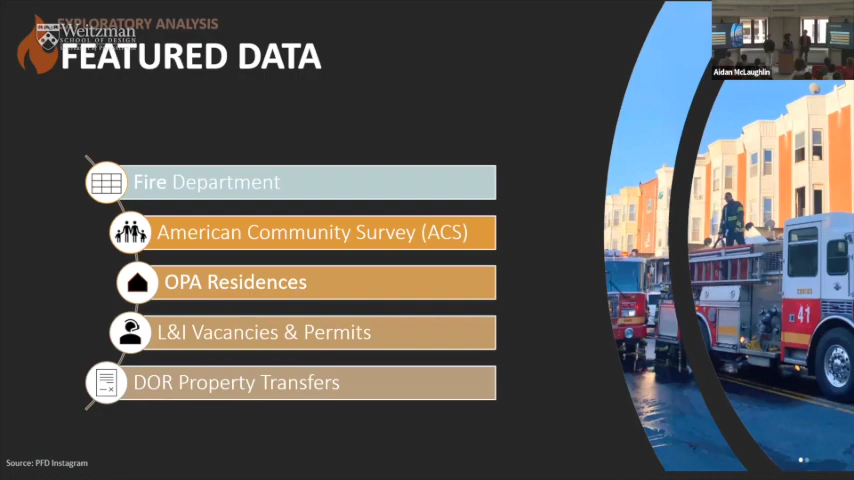 EXPLORATORY ANALYSIS
Weitzman
SCHOOL OF DESIGN
FEATURED DATA
Aidan McLaughlin
Fire Department
American Community Survey (ACS)
OPA Residences
L&I Vacancies & Permits
DOR Property Transfers
41
Source: PFD Instagram